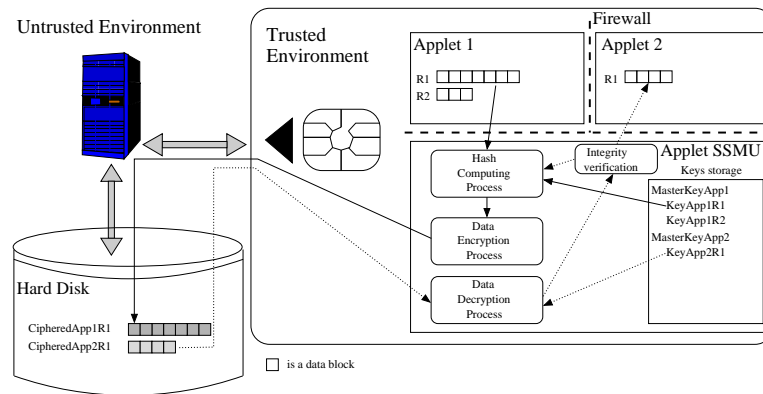 Untrusted Environment
Trusted
Environment
Firewall
Applet 1
Applet 2
R1
R2
R1
Applet SSMU
Hash
Computing
Process
Integrity
verification
Keys storage
MasterKeyApp1
KeyApp1R1
KeyApp1R2
MasterKeyApp2
KeyApp2R1
Data
Encryption
Process
Data
Decryption
Process
Hard Disk
CipheredApp1R1
CipheredApp2R1
is a data block